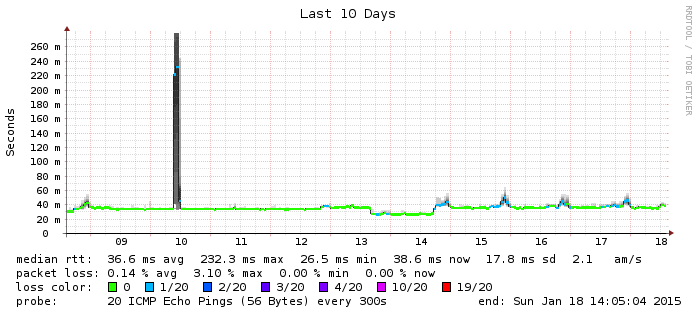 Last 10 Days
RRDTOOL / TOBI OETIKER
Seconds
260 m
240 m
220 m
200 m
180 m
160 m
140 m
120 m
100 m
80 m
60 m
40 m
20 m
0
09 10 11 12 13 14 15 16 17 18
median rtt: 36.6 ms avg 232.3 ms max 26.5 ms min 38.6 ms now 17.8 ms sd 2.1 am/s
packet loss: 0.14 % avg 3.10 % max 0.00 % min 0.00 % now
loss color: 0 1/20 2/20 3/20 4/20 10/20 19/20
probe: 20 ICMP Echo Pings (56 Bytes) every 300s end: Sun Jan 18 14:05:04 2015